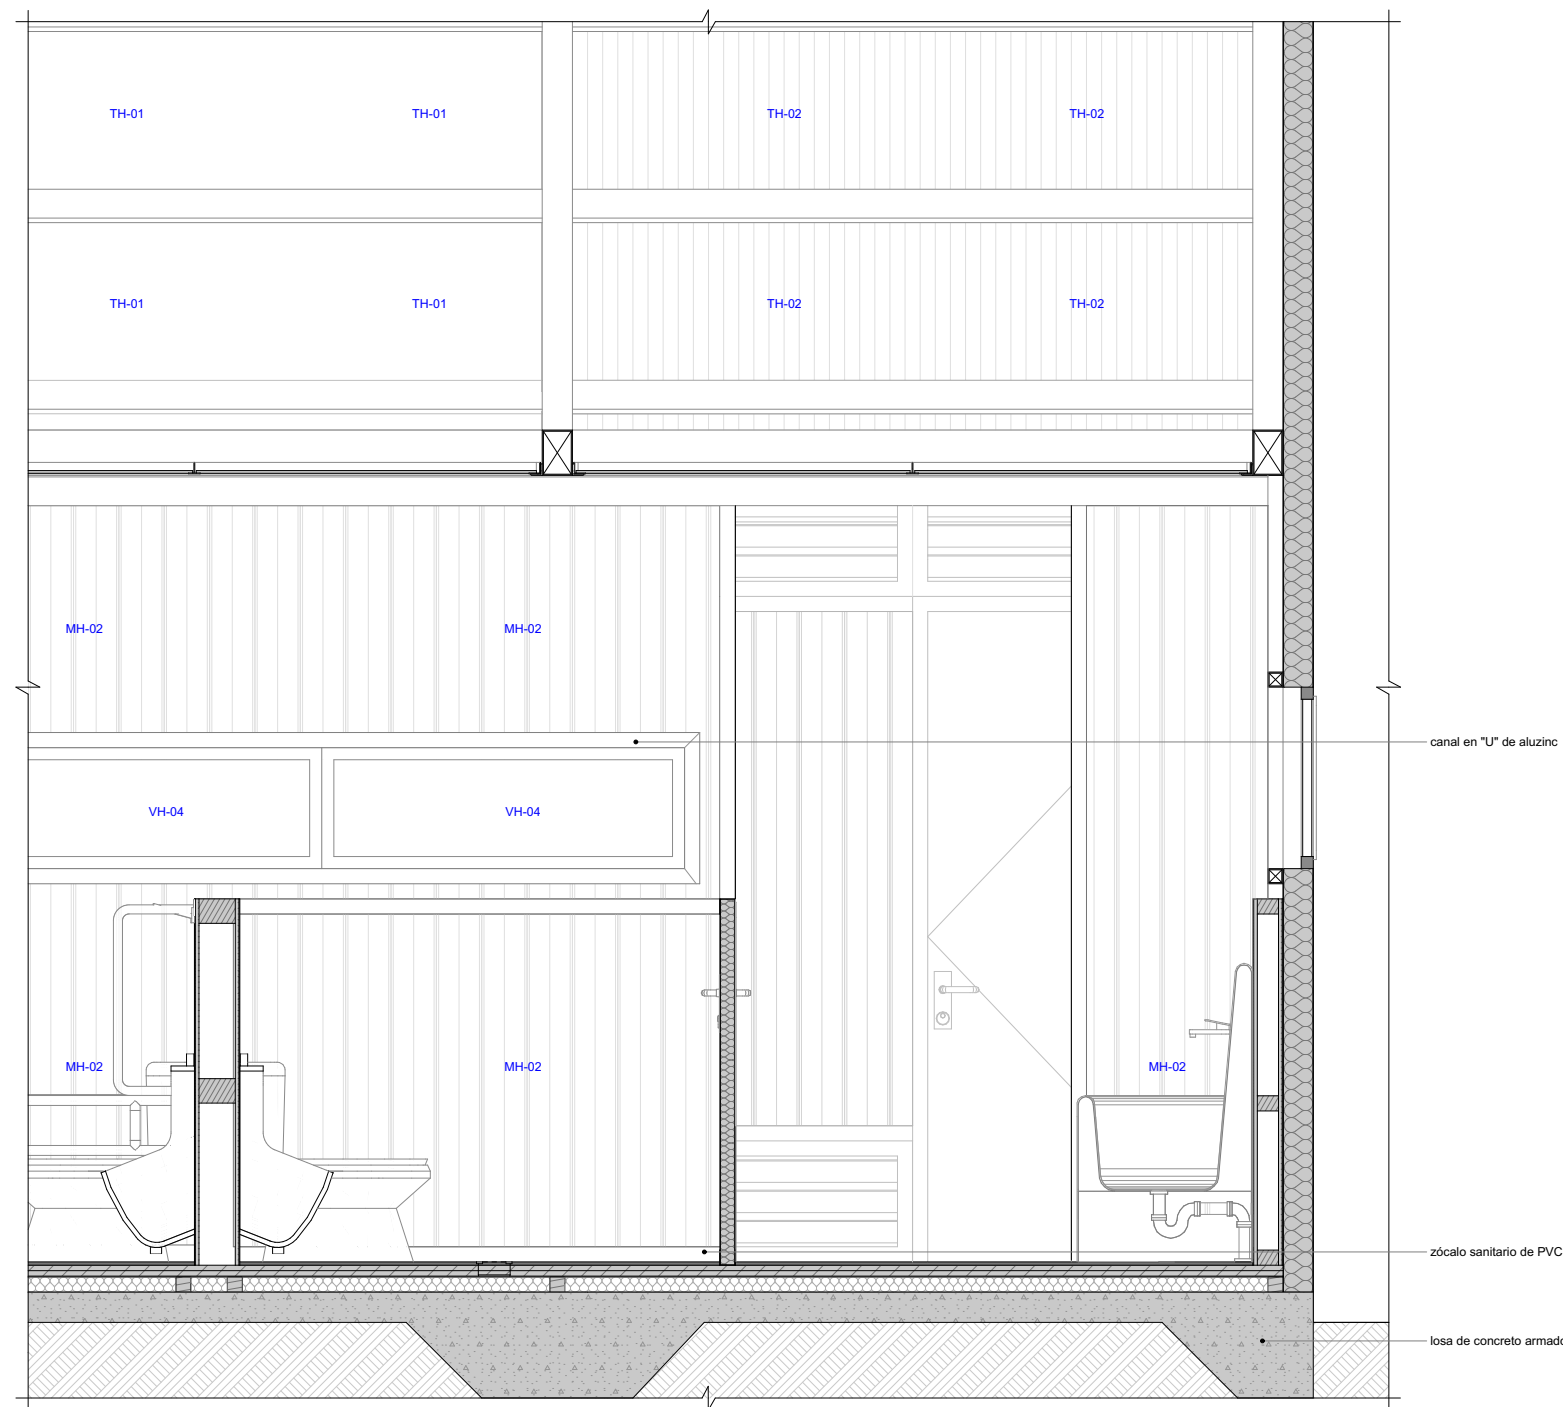 TH-01 TH-01 TH-02 TH-02
TH-01 TH-01 TH-02 TH-02
MH-02 MH-02
canal en "U" de aluzinc
VH-04 VH-04
MH-02 MH-02 MH-02
zócalo sanitario de PVC
losa de concreto armado